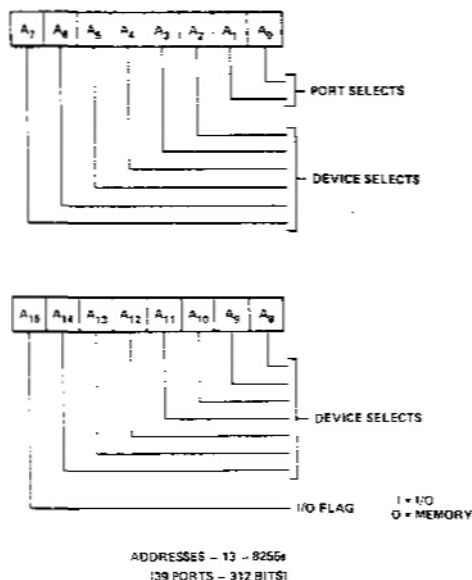 A7 A6 A5 A4 A3 A2 A1 A0
PORT SELECTS
DEVICE SELECTS
A15 A14 A13 A12 A11 A10 A9 A8
DEVICE SELECTS
I/O FLAG
1 = I/O
0 = MEMORY
ADDRESSES – 13 – 8255s
[39 PORTS – 312 BITS]